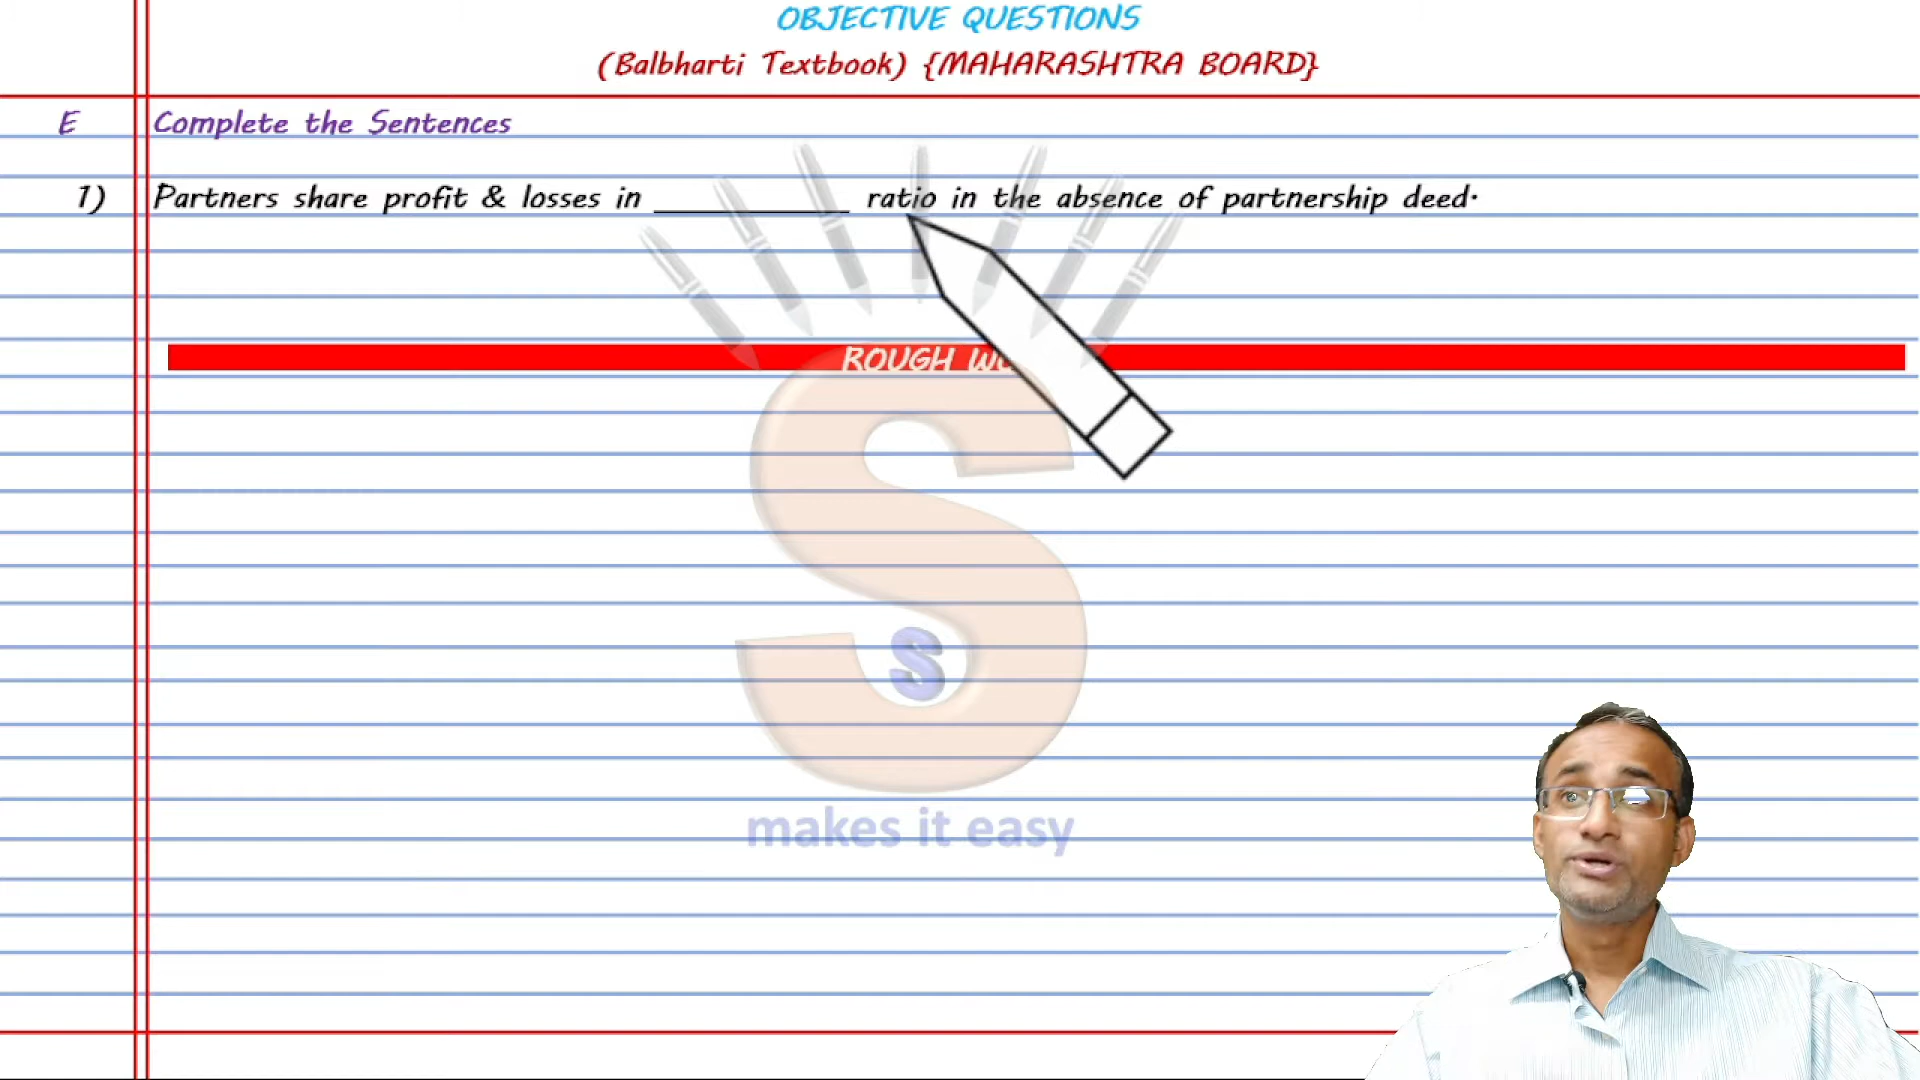 OBJECTIVE QUESTIONS
(Balbharti Textbook) {MAHARASHTRA BOARD}
E Complete the Sentences
1) Partners share profit & losses in __________ ratio in the absence of partnership deed.
ROUGH
S
S
makes it easy